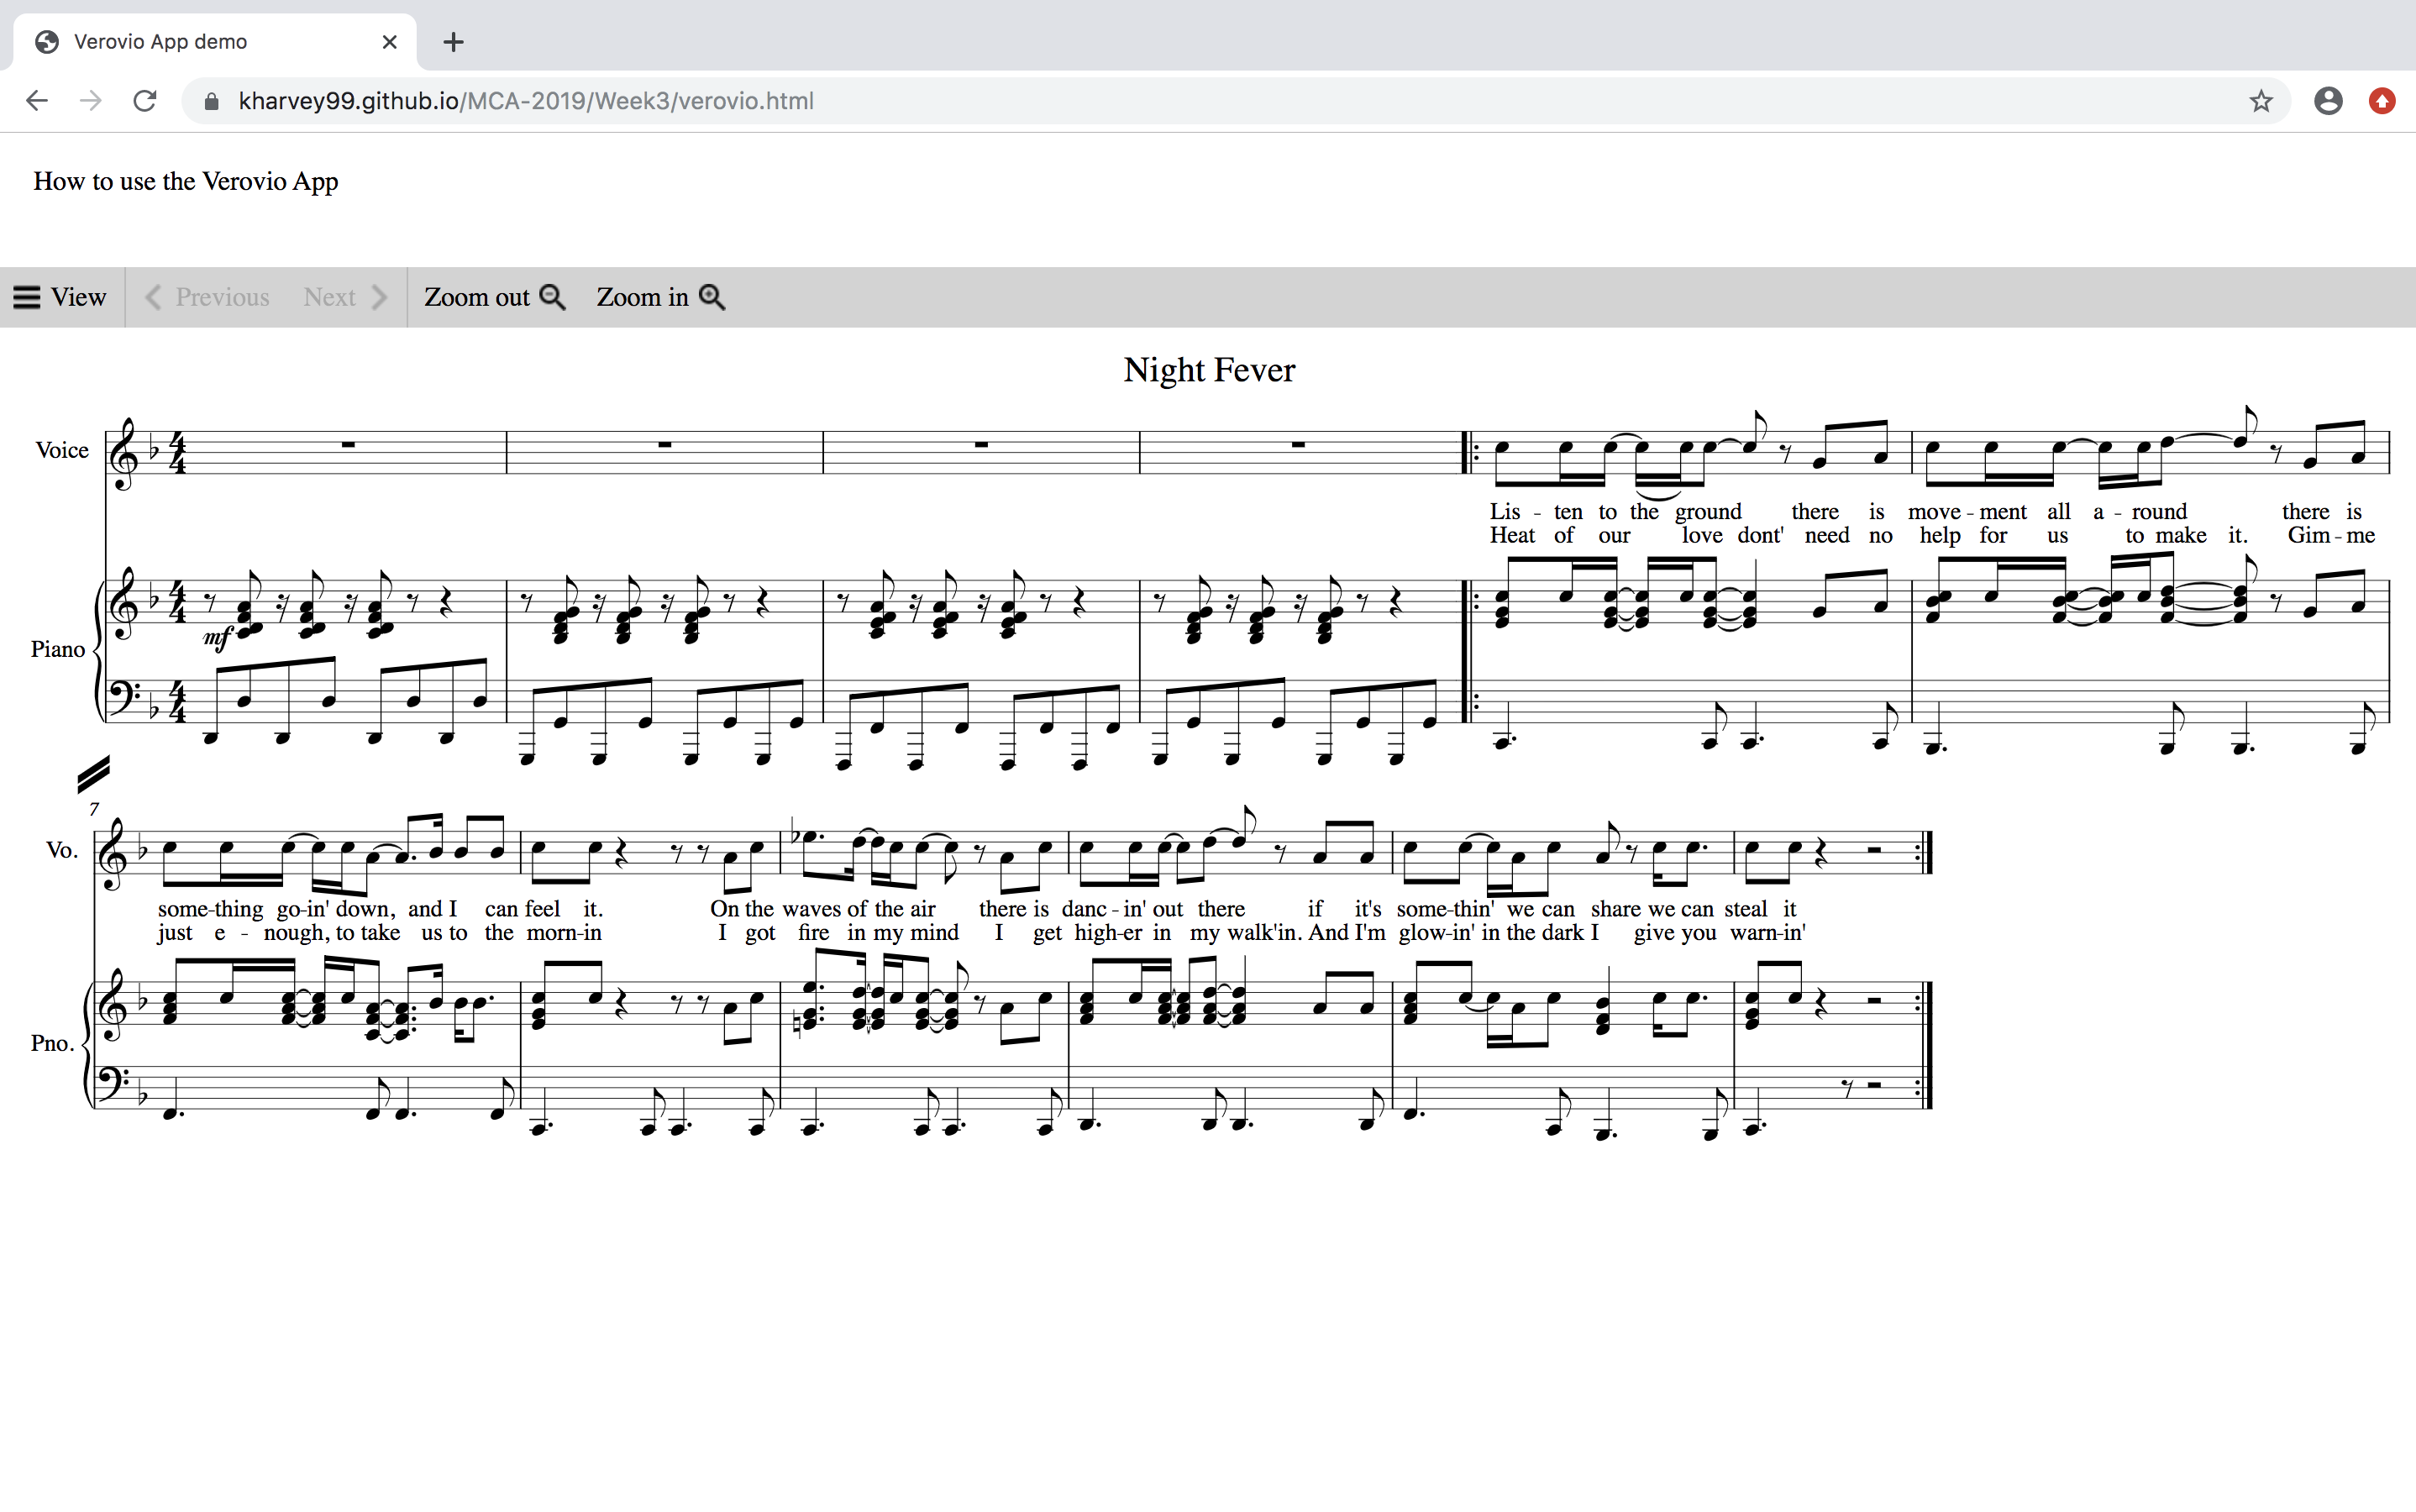 Verovio App demo
kharvey99.github.io/MCA-2019/Week3/verovio.html
How to use the Verovio App
View Previous Next Zoom out Zoom in
Night Fever
Voice
Lis - ten to the ground there is move - ment all a - round there is
Heat of our love dont' need no help for us to make it. Gim - me
mf
Piano
7
Vo.
some-thing go-in' down, and I can feel it. On the waves of the air there is danc - in' out there if it's some-thin' we can share we can steal it
just e - nough, to take us to the morn-in I got fire in my mind I get high-er in my walk'in. And I'm glow-in' in the dark I give you warn-in'
Pno.